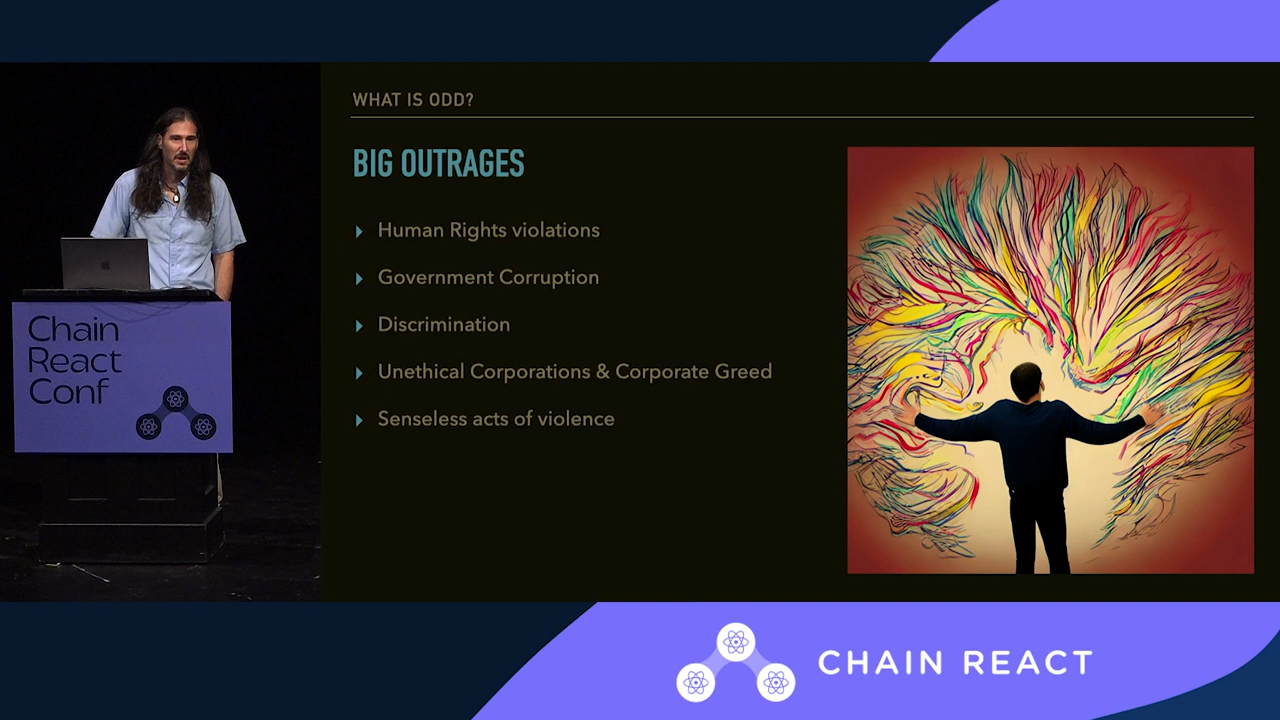 WHAT IS ODD?
BIG OUTRAGES
Human Rights violations
Government Corruption
Discrimination
Unethical Corporations & Corporate Greed
Senseless acts of violence
Chain
React
Conf
CHAIN REACT